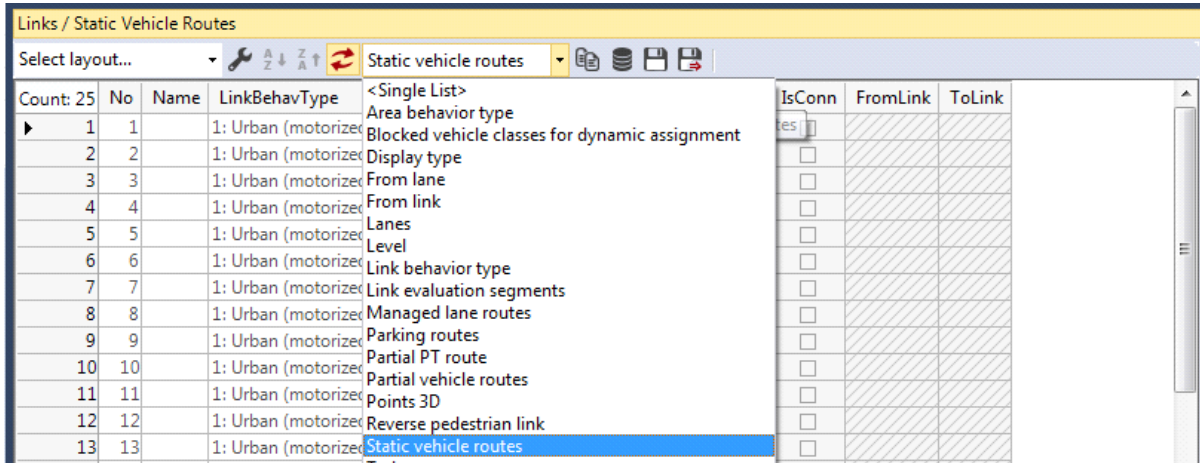 Links / Static Vehicle Routes
Select layout... Static vehicle routes
Count: 25 No Name LinkBehavType IsConn FromLink ToLink
<Single List>
Area behavior type
Blocked vehicle classes for dynamic assignment
Display type
From lane
From link
Lanes
Level
Link behavior type
Link evaluation segments
Managed lane routes
Parking routes
Partial PT route
Partial vehicle routes
Points 3D
Reverse pedestrian link
Static vehicle routes
1 1 1: Urban (motorized
2 2 1: Urban (motorized
3 3 1: Urban (motorized
4 4 1: Urban (motorized
5 5 1: Urban (motorized
6 6 1: Urban (motorized
7 7 1: Urban (motorized
8 8 1: Urban (motorized
9 9 1: Urban (motorized
10 10 1: Urban (motorized
11 11 1: Urban (motorized
12 12 1: Urban (motorized
13 13 1: Urban (motorized